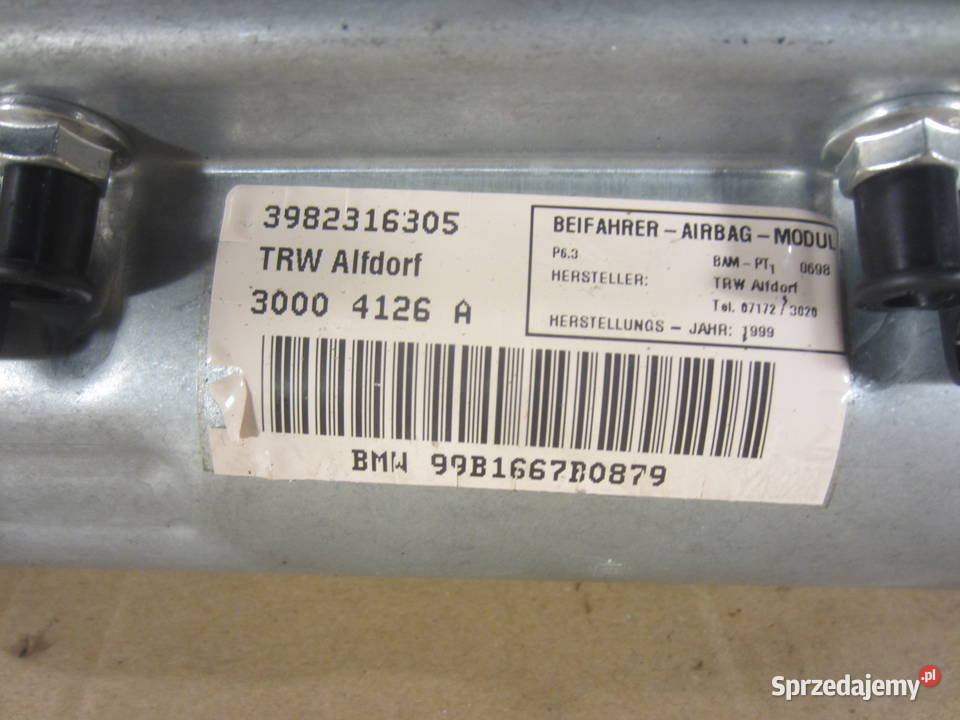 3982316305
TRW Alfdorf
3000 4126 A
BEIFAHRER - AIRBAG - MODUL
P6.3 BAM - PT1 0698
HERSTELLER: TRW Alfdorf
Tel. 07172 / 3020
HERSTELLUNGS - JAHR: 1999
BMW 99B1667B0879
Sprzedajemy.pl